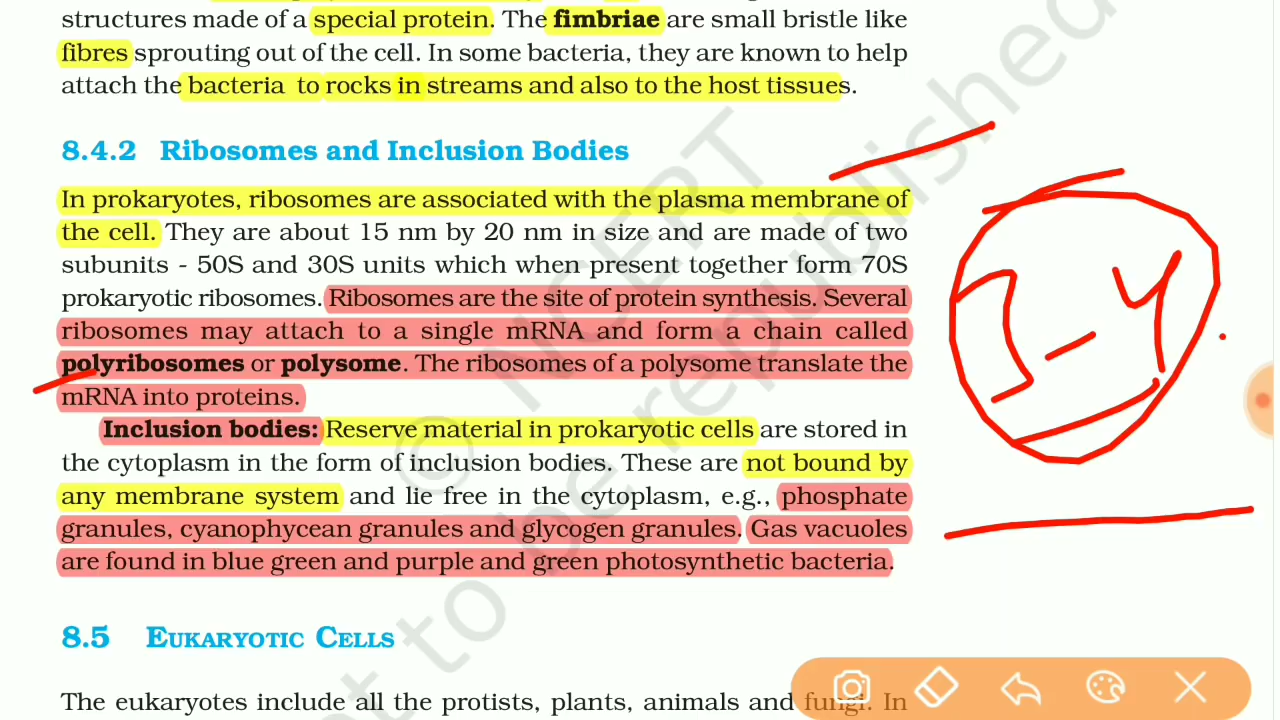 structures made of a special protein. The fimbriae are small bristle like
fibres sprouting out of the cell. In some bacteria, they are known to help
attach the bacteria to rocks in streams and also to the host tissues.
8.4.2 Ribosomes and Inclusion Bodies
In prokaryotes, ribosomes are associated with the plasma membrane of
the cell. They are about 15 nm by 20 nm in size and are made of two
subunits - 50S and 30S units which when present together form 70S
prokaryotic ribosomes. Ribosomes are the site of protein synthesis. Several
ribosomes may attach to a single mRNA and form a chain called
polyribosomes or polysome. The ribosomes of a polysome translate the
mRNA into proteins.
Inclusion bodies: Reserve material in prokaryotic cells are stored in
the cytoplasm in the form of inclusion bodies. These are not bound by
any membrane system and lie free in the cytoplasm, e.g., phosphate
granules, cyanophycean granules and glycogen granules. Gas vacuoles
are found in blue green and purple and green photosynthetic bacteria.
8.5 EUKARYOTIC CELLS
The eukaryotes include all the protists, plants, animals and fungi. In
© NCERT
not to be republished